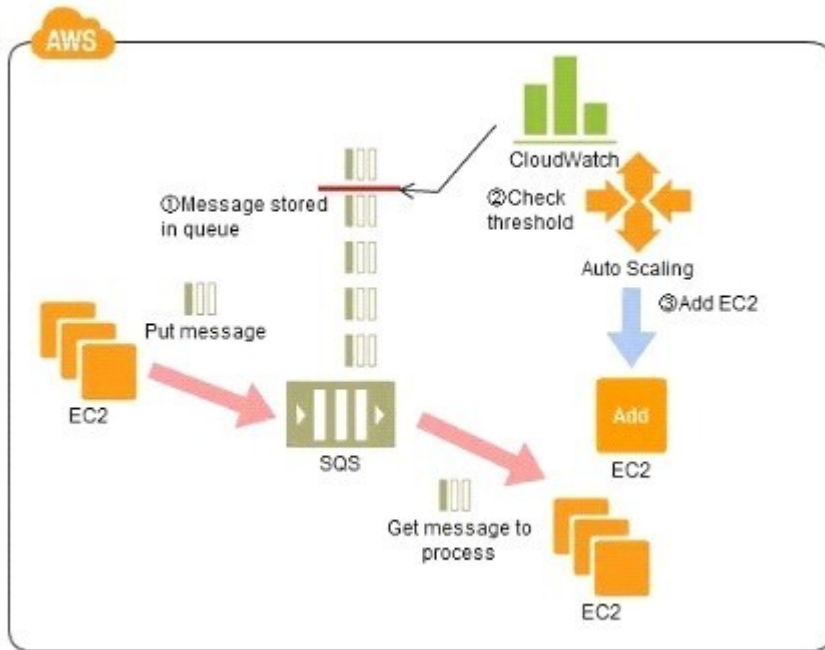 AWS
CloudWatch
①Message stored
in queue
②Check
threshold
Auto Scaling
③Add EC2
Put message
EC2
SQS
Add
EC2
Get message to
process
EC2